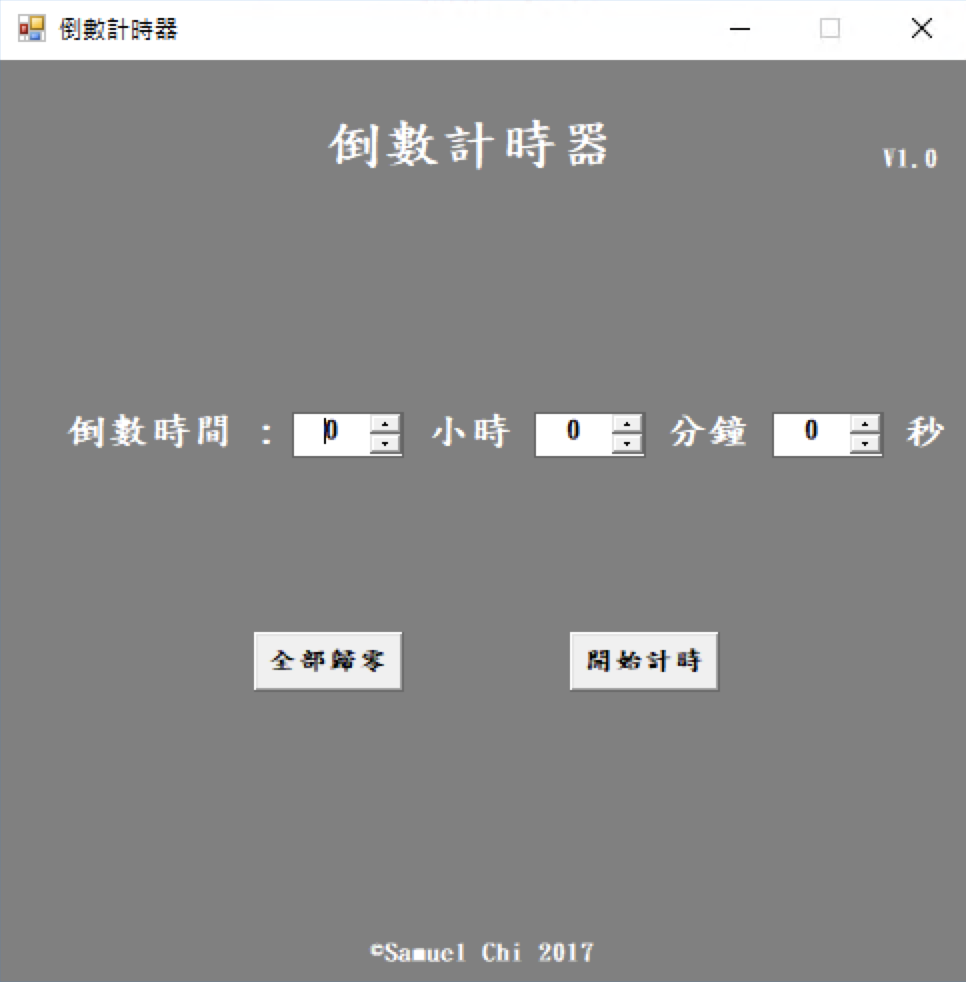 倒數計時器
倒數計時器
V1.0
倒數時間 : 0 小時 0 分鐘 0 秒
全部歸零 開始計時
©Samuel Chi 2017